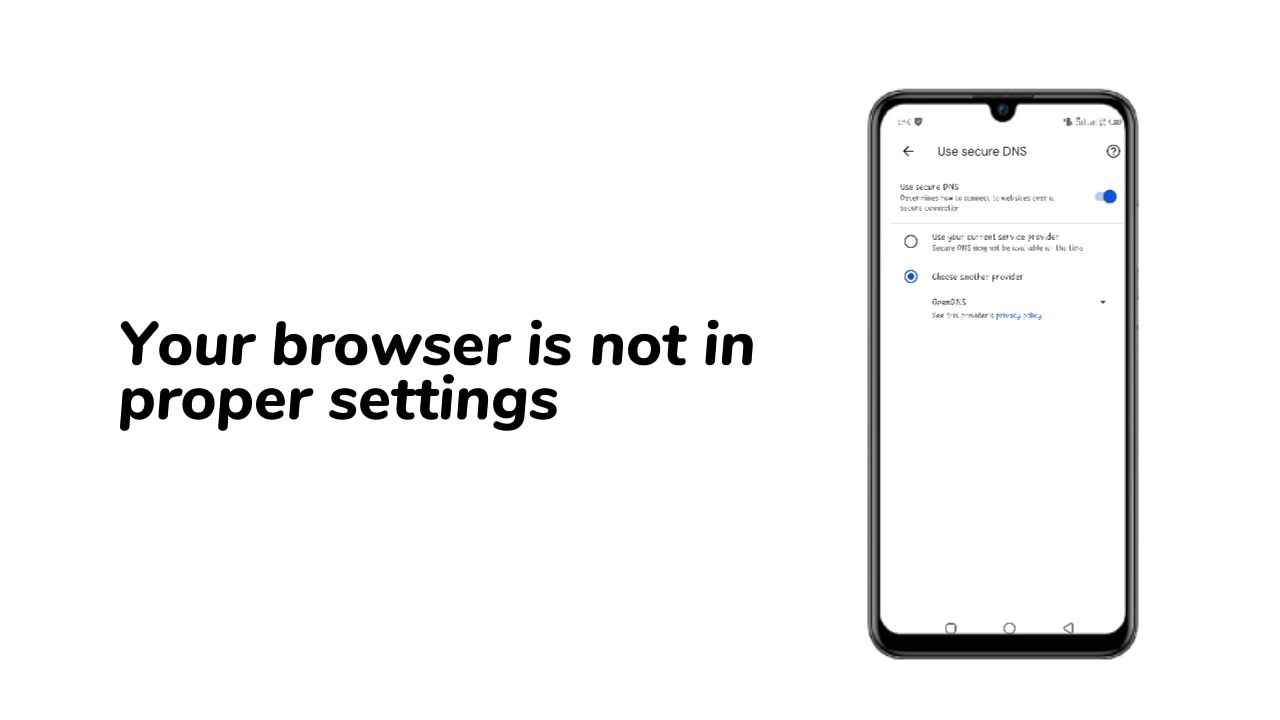 Your browser is not in
proper settings
Use secure DNS
Use secure DNS
Determines how to connect to websites over a
secure connection
Use your current service provider
Secure DNS may not be available all the time
Choose another provider
OpenDNS
See this provider's privacy policy